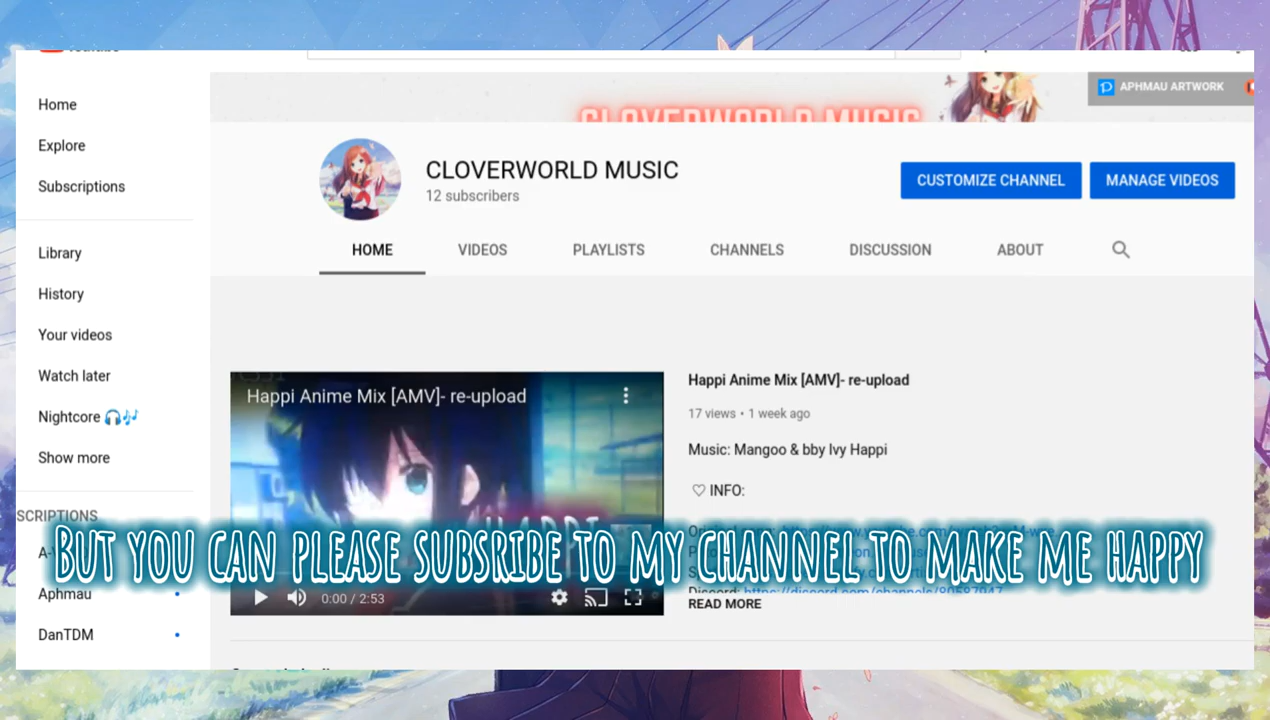 Home
APHMAU ARTWORK
Explore
CLOVERWORLD MUSIC
12 subscribers
CUSTOMIZE CHANNEL
MANAGE VIDEOS
Subscriptions
HOME
VIDEOS
PLAYLISTS
CHANNELS
DISCUSSION
ABOUT
Library
History
Your videos
Watch later
Nightcore 🎧🎶
Show more
SCRIPTIONS
Aphmau
DanTDM
Happi Anime Mix [AMV]- re-upload
0:00 / 2:53
Happi Anime Mix [AMV]- re-upload
17 views • 1 week ago
Music: Mangoo & bby Ivy Happi
♡ INFO:
READ MORE
BUT YOU CAN PLEASE SUBSRIBE TO MY CHANNEL TO MAKE ME HAPPY